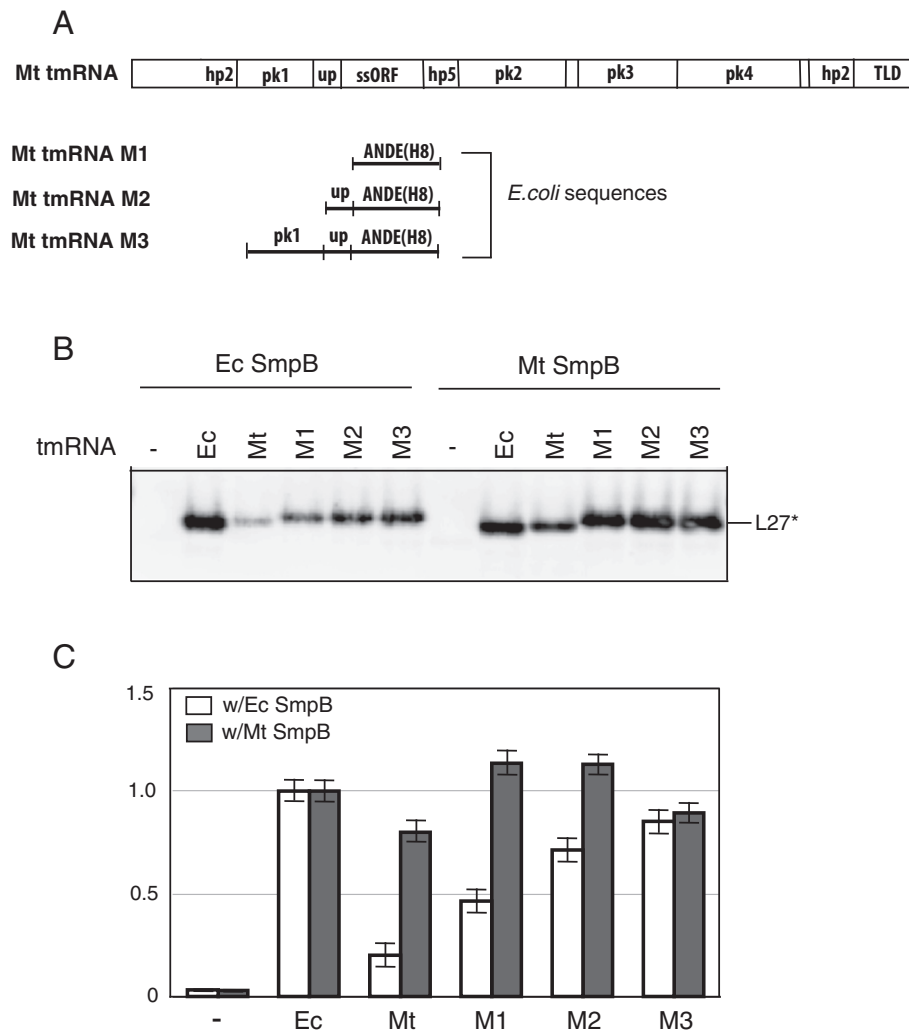 A
Mt tmRNA hp2 pk1 up ssORF hp5 pk2 pk3 pk4 hp2 TLD
Mt tmRNA M1 ANDE(H8)
Mt tmRNA M2 up ANDE(H8)
Mt tmRNA M3 pk1 up ANDE(H8)
E.coli sequences
B
Ec SmpB Mt SmpB
tmRNA - Ec Mt M1 M2 M3 - Ec Mt M1 M2 M3
L27*
C
1.5
1.0
0.5
0
w/Ec SmpB
w/Mt SmpB
- Ec Mt M1 M2 M3